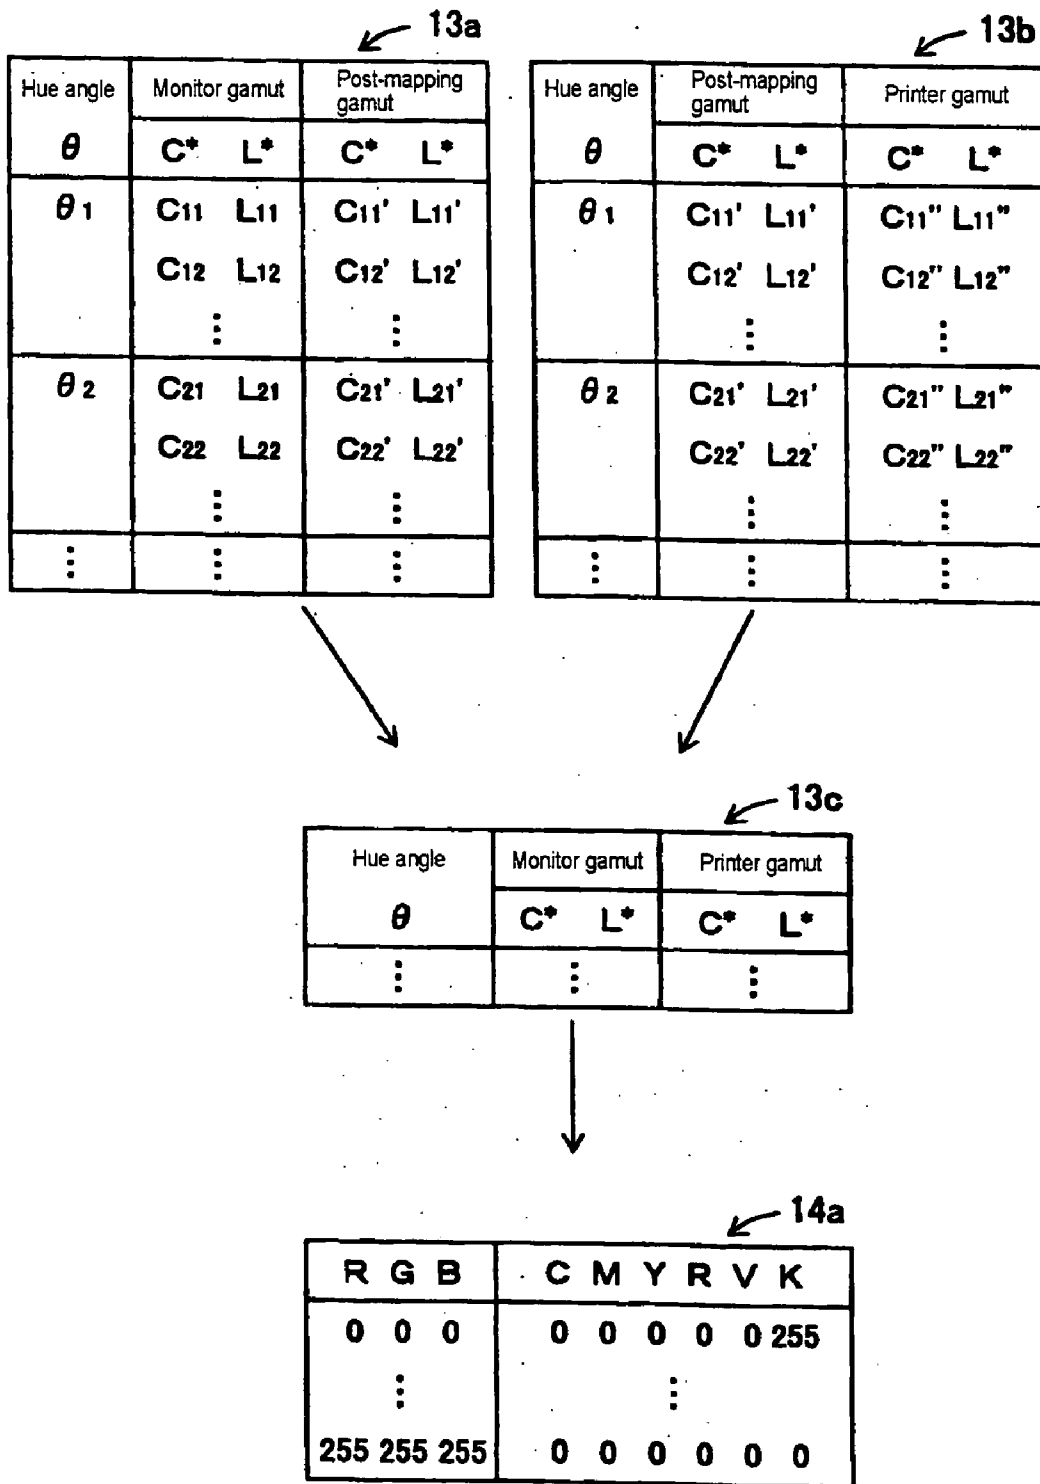 13a
Hue angle Monitor gamut Post-mapping gamut
θ C* L* C* L*
θ1 C11 L11 C11' L11'
C12 L12 C12' L12'
⋮ ⋮
θ2 C21 L21 C21' L21'
C22 L22 C22' L22'
⋮ ⋮
⋮ ⋮ ⋮
13b
Hue angle Post-mapping gamut Printer gamut
θ C* L* C* L*
θ1 C11' L11' C11" L11"
C12' L12' C12" L12"
⋮ ⋮
θ2 C21' L21' C21" L21"
C22' L22' C22" L22"
⋮ ⋮
⋮ ⋮ ⋮
13c
Hue angle Monitor gamut Printer gamut
θ C* L* C* L*
⋮ ⋮ ⋮
14a
R G B C M Y R V K
0 0 0 0 0 0 0 0 255
⋮ ⋮
255 255 255 0 0 0 0 0 0